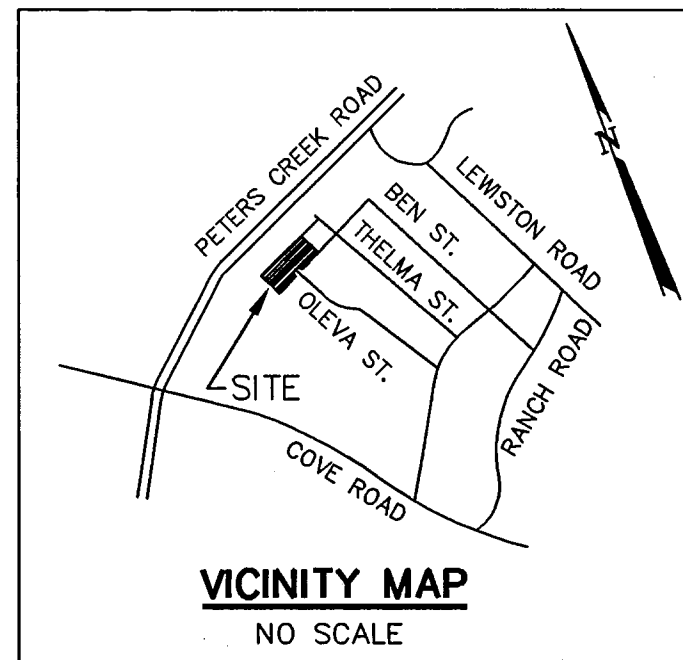 PETERS CREEK ROAD
N
LEWISTON ROAD
BEN ST.
THELMA ST.
OLEVA ST.
RANCH ROAD
SITE
COVE ROAD
VICINITY MAP
NO SCALE